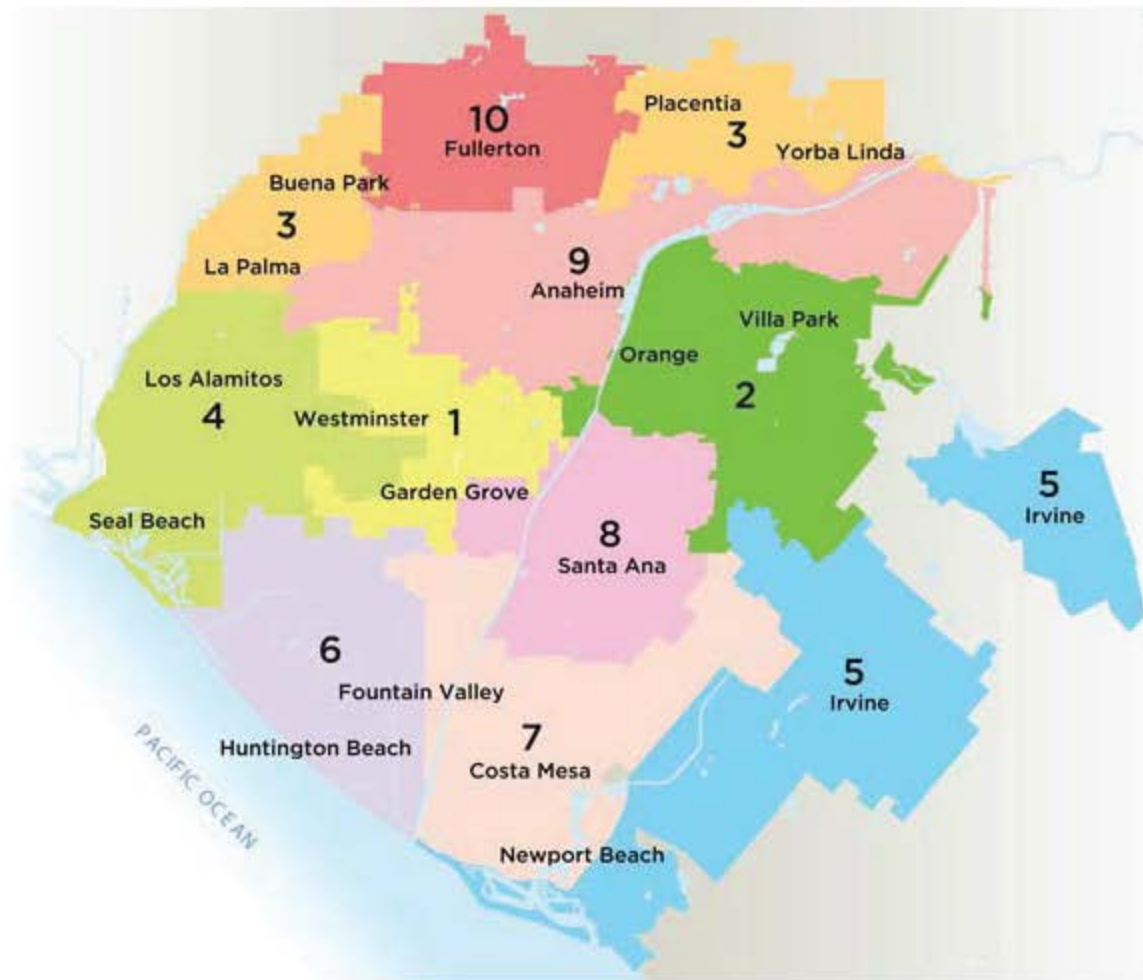 10
Fullerton
Placentia
3
Yorba Linda
Buena Park
3
La Palma
9
Anaheim
Villa Park
Orange
2
Los Alamitos
4
Westminster
1
Garden Grove
Seal Beach
8
Santa Ana
5
Irvine
6
Fountain Valley
Huntington Beach
5
Irvine
7
Costa Mesa
Newport Beach
PACIFIC OCEAN